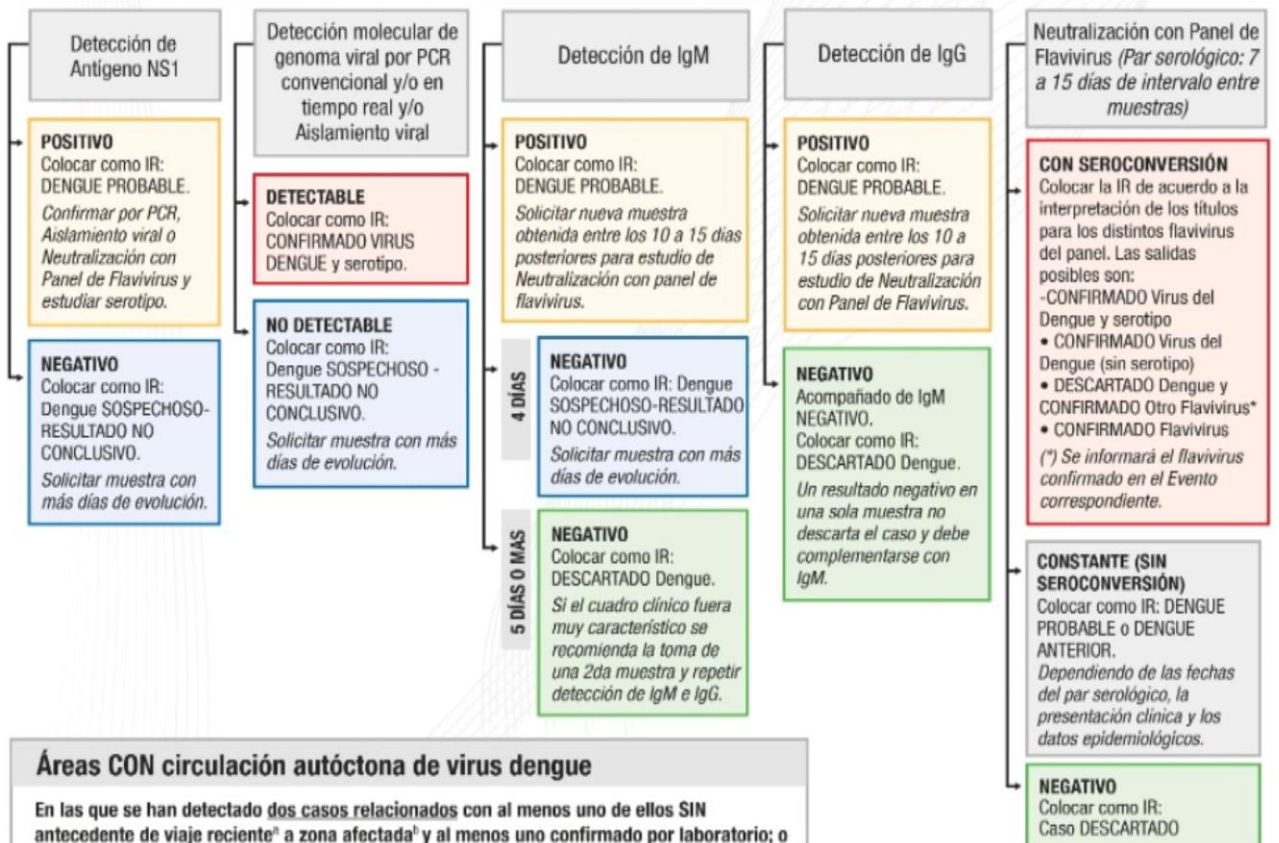 Detección de
Antígeno NS1
POSITIVO
Colocar como IR:
DENGUE PROBABLE.
Confirmar por PCR,
Aislamiento viral o
Neutralización con
Panel de Flavivirus y
estudiar serotipo.
NEGATIVO
Colocar como IR:
Dengue SOSPECHOSO-
RESULTADO NO
CONCLUSIVO.
Solicitar muestra con
más días de evolución.
Detección molecular de
genoma viral por PCR
convencional y/o en
tiempo real y/o
Aislamiento viral
DETECTABLE
Colocar como IR:
CONFIRMADO VIRUS
DENGUE y serotipo.
NO DETECTABLE
Colocar como IR:
Dengue SOSPECHOSO -
RESULTADO NO
CONCLUSIVO.
Solicitar muestra con más
días de evolución.
Detección de IgM
POSITIVO
Colocar como IR:
DENGUE PROBABLE.
Solicitar nueva muestra
obtenida entre los 10 a 15 días
posteriores para estudio de
Neutralización con panel de
flavivirus.
4 DÍAS
NEGATIVO
Colocar como IR: Dengue
SOSPECHOSO-RESULTADO
NO CONCLUSIVO.
Solicitar muestra con más
días de evolución.
5 DÍAS O MAS
NEGATIVO
Colocar como IR:
DESCARTADO Dengue.
Si el cuadro clínico fuera
muy característico se
recomienda la toma de
una 2da muestra y repetir
detección de IgM e IgG.
Detección de IgG
POSITIVO
Colocar como IR:
DENGUE PROBABLE.
Solicitar nueva muestra
obtenida entre los 10 a
15 días posteriores para
estudio de Neutralización
con Panel de Flavivirus.
NEGATIVO
Acompañado de IgM
NEGATIVO.
Colocar como IR:
DESCARTADO Dengue.
Un resultado negativo en
una sola muestra no
descarta el caso y debe
complementarse con
IgM.
Neutralización con Panel de
Flavivirus (Par serológico: 7
a 15 días de intervalo entre
muestras)
CON SEROCONVERSIÓN
Colocar la IR de acuerdo a la
interpretación de los títulos
para los distintos flavivirus
del panel. Las salidas
posibles son:
-CONFIRMADO Virus del
Dengue y serotipo
• CONFIRMADO Virus del
Dengue (sin serotipo)
• DESCARTADO Dengue y
CONFIRMADO Otro Flavivirus*
• CONFIRMADO Flavivirus
(*) Se informará el flavivirus
confirmado en el Evento
correspondiente.
CONSTANTE (SIN
SEROCONVERSIÓN)
Colocar como IR: DENGUE
PROBABLE o DENGUE
ANTERIOR.
Dependiendo de las fechas
del par serológico, la
presentación clínica y los
datos epidemiológicos.
NEGATIVO
Colocar como IR:
Caso DESCARTADO
Áreas CON circulación autóctona de virus dengue
En las que se han detectado dos casos relacionados con al menos uno de ellos SIN
antecedente de viaje recienteª a zona afectadaᵇ y al menos uno confirmado por laboratorio; o